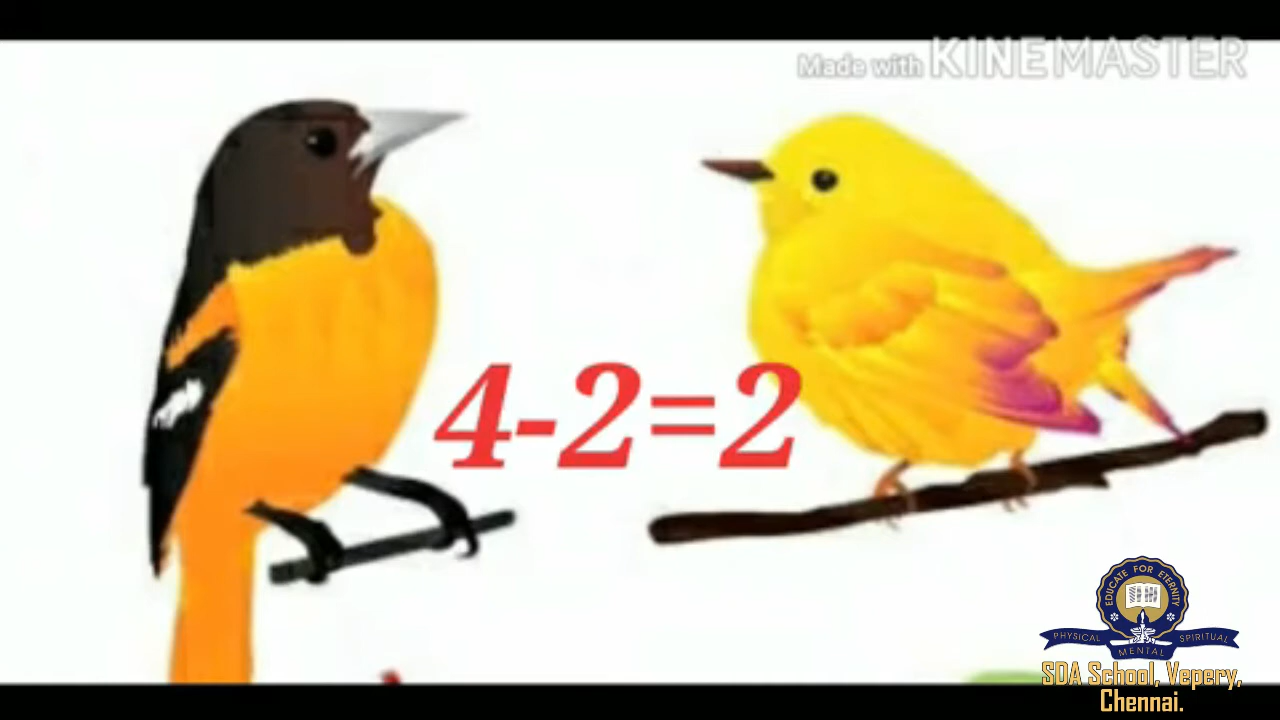 Made with KINEMASTER
4-2=2
EDUCATE FOR ETERNITY
PHYSICAL MENTAL SPIRITUAL
SDA School, Vepery,
Chennai.